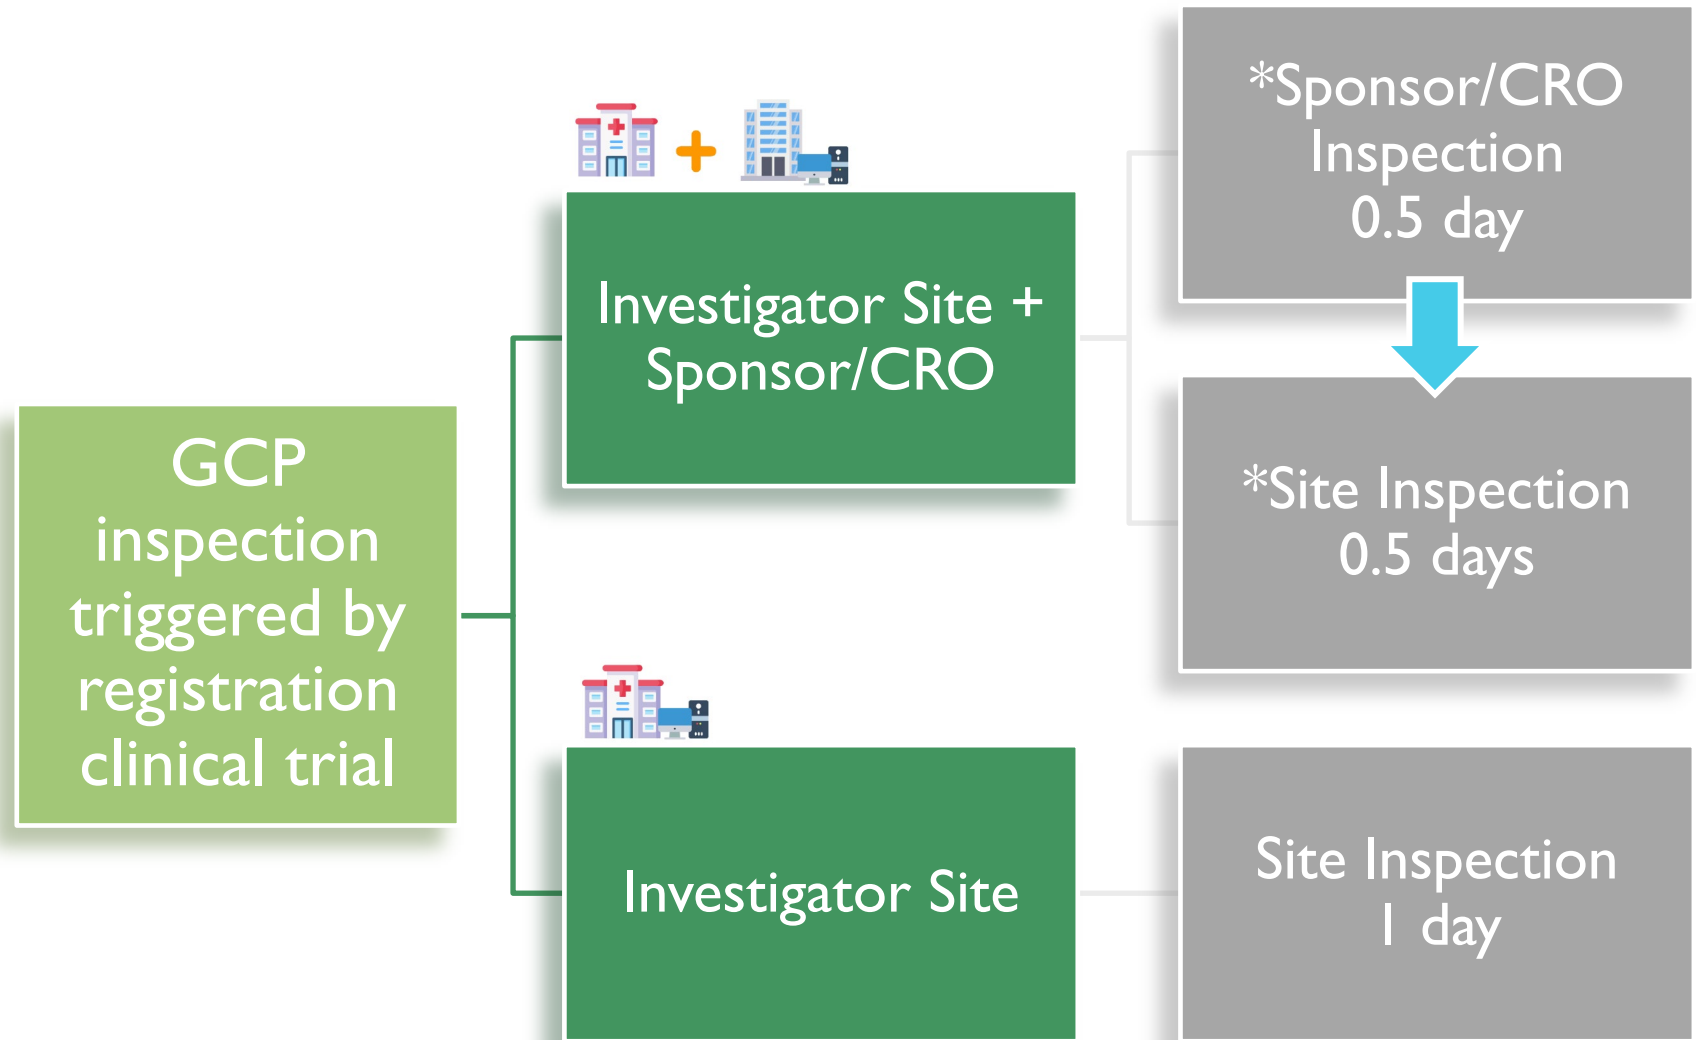 GCP
inspection
triggered by
registration
clinical trial
Investigator Site +
Sponsor/CRO
*Sponsor/CRO
Inspection
0.5 day
*Site Inspection
0.5 days
Investigator Site
Site Inspection
1 day